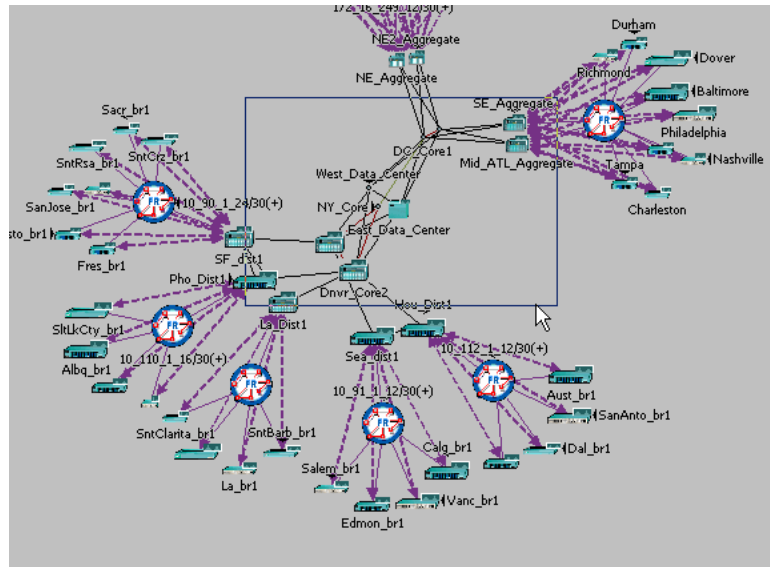 172_16_249_12/30(+)
NE2_Aggregate
NE_Aggregate
Durham
Dover
Richmond
Baltimore
SE_Aggregate
Philadelphia
Nashville
Mid_ATL_Aggregate
Tampa
Charleston
DC_Core1
Sacr_br1
SntCrz_br1
SntRsa_br1
SanJose_br1
10_90_1_24/30(+)
sto_br1
Fres_br1
SF_dist1
West_Data_Center
NY_Core
East_Data_Center
Pho_Dist1
Dnvr_Core2
Hou_Dist1
La_Dist1
SltLkCty_br1
Albq_br1
10_110_1_16/30(+)
Sea_dist1
10_112_1_12/30(+)
FR
SntClarita_br1
SntBarb_br1
La_br1
10_91_1_12/30(+)
Aust_br1
SanAnto_br1
Dal_br1
Calg_br1
Salem_br1
Vanc_br1
Edmon_br1